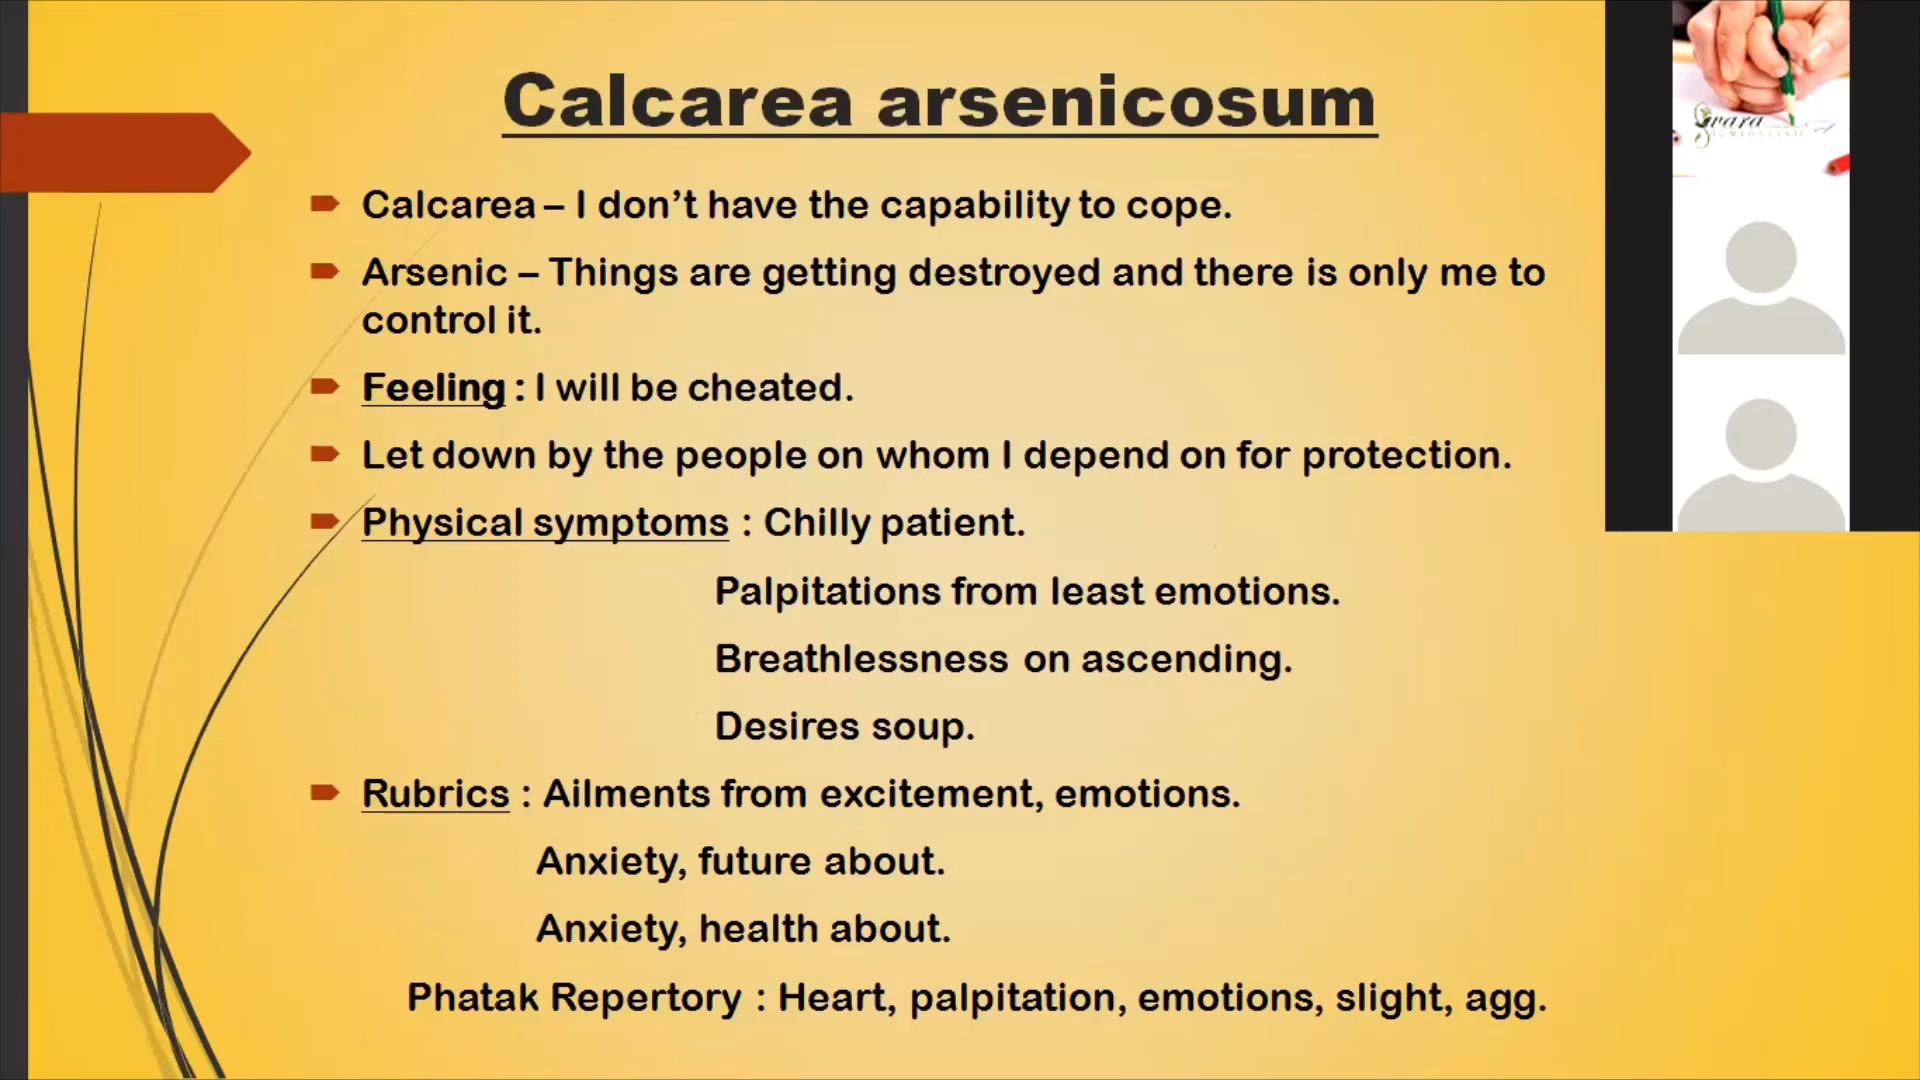 Calcarea arsenicosum
Calcarea – I don't have the capability to cope.
Arsenic – Things are getting destroyed and there is only me to
control it.
Feeling : I will be cheated.
Let down by the people on whom I depend on for protection.
Physical symptoms : Chilly patient.
Palpitations from least emotions.
Breathlessness on ascending.
Desires soup.
Rubrics : Ailments from excitement, emotions.
Anxiety, future about.
Anxiety, health about.
Phatak Repertory : Heart, palpitation, emotions, slight, agg.
Swara